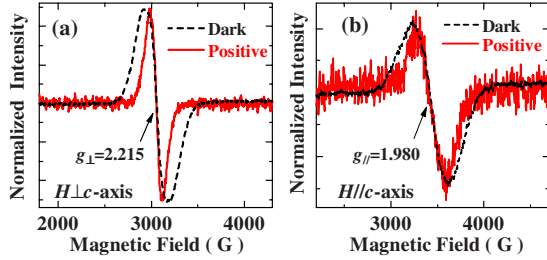 (a)
Dark
Positive
g⊥=2.215
H⊥c-axis
Normalized Intensity
2000 3000 4000
Magnetic Field ( G )
(b)
Dark
Positive
g//=1.980
H//c-axis
Normalized Intensity
3000 4000
Magnetic Field ( G )